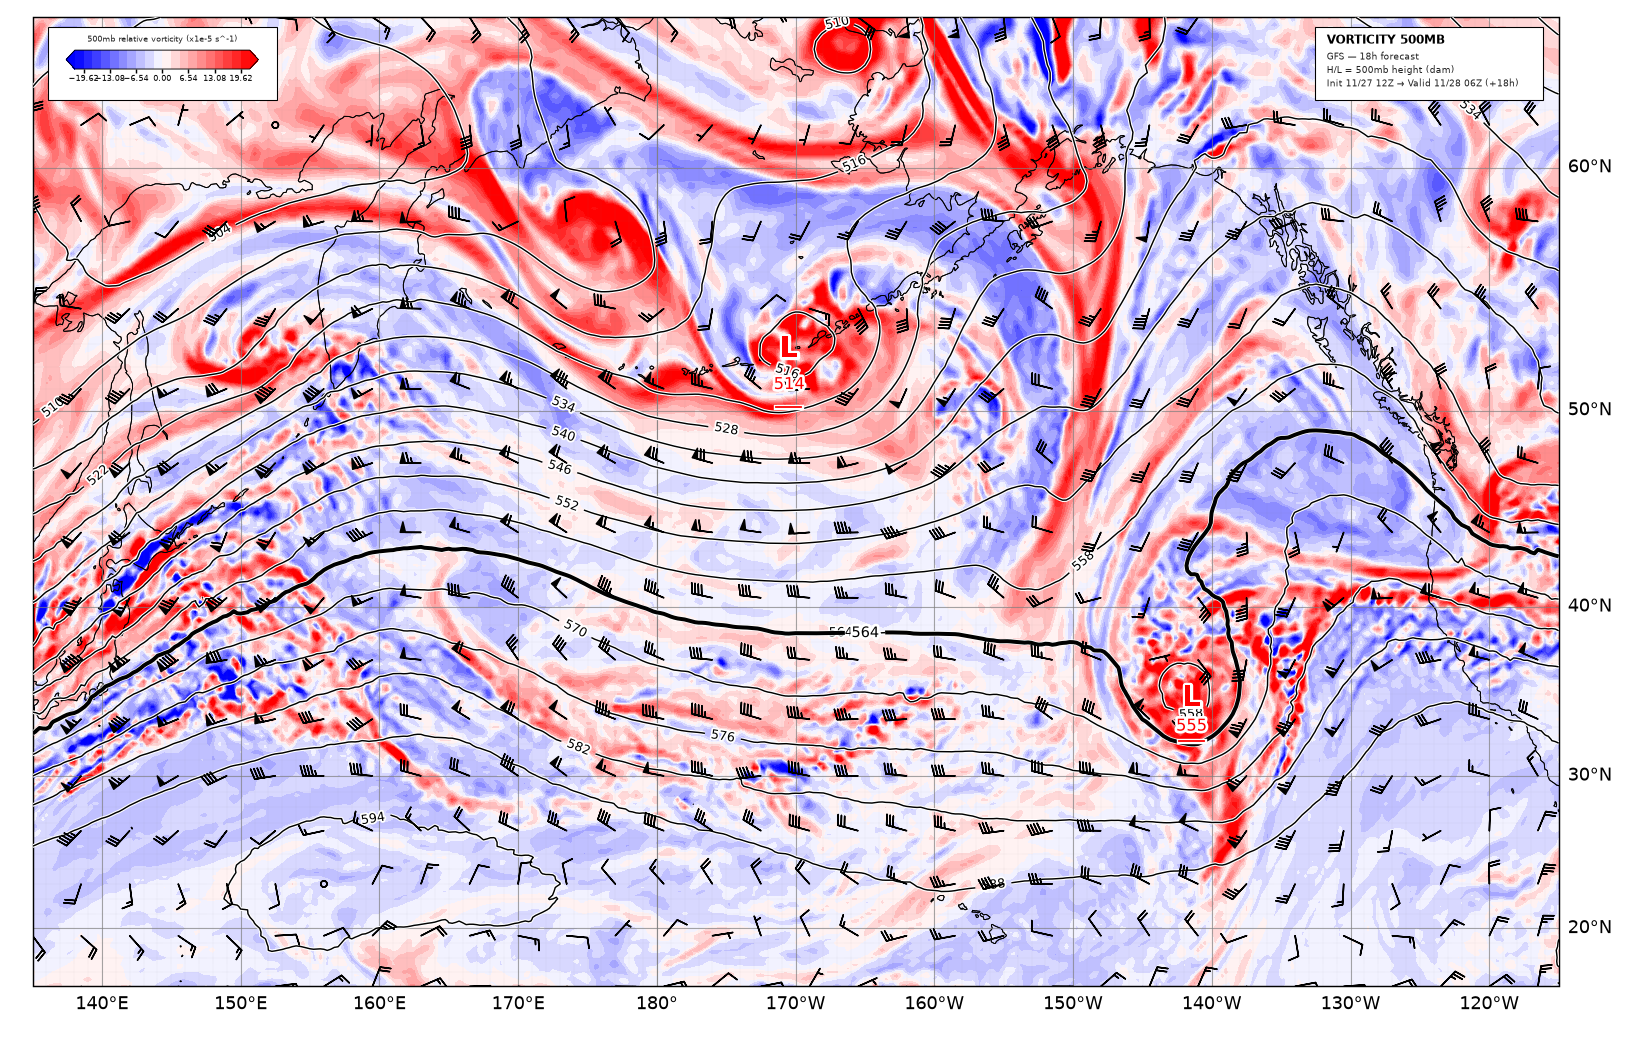 500mb relative vorticity (x1e-5 s^-1)
−19.62 −13.08 −6.54 0.00 6.54 13.08 19.62
VORTICITY 500MB
GFS — 18h forecast
H/L = 500mb height (dam)
Init 11/27 12Z → Valid 11/28 06Z (+18h)
510
534
516
60°N
504
L
516
514
510
534
50°N
528
540
546
522
552
558
40°N
570
564
564
L
558
555
576
582
30°N
594
588
20°N
140°E
150°E
160°E
170°E
180°
170°W
160°W
150°W
140°W
130°W
120°W